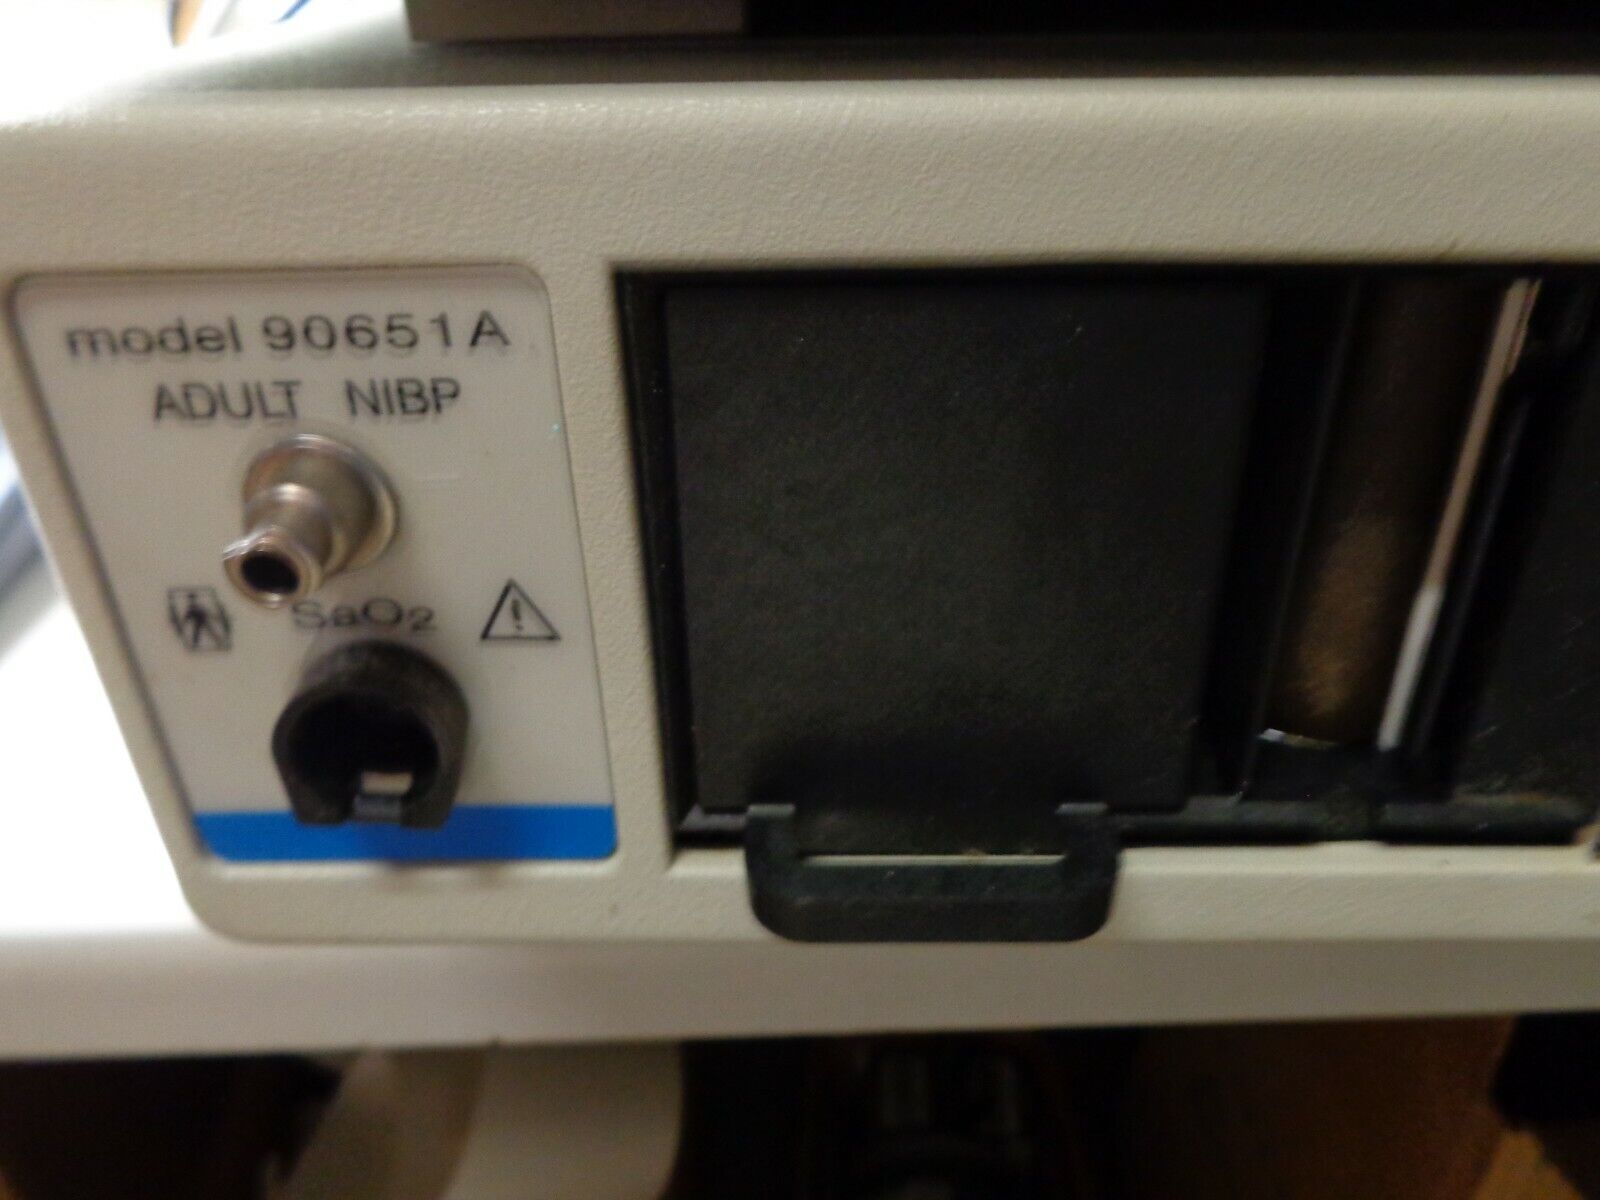 model 90651A
ADULT NIBP
SaO2